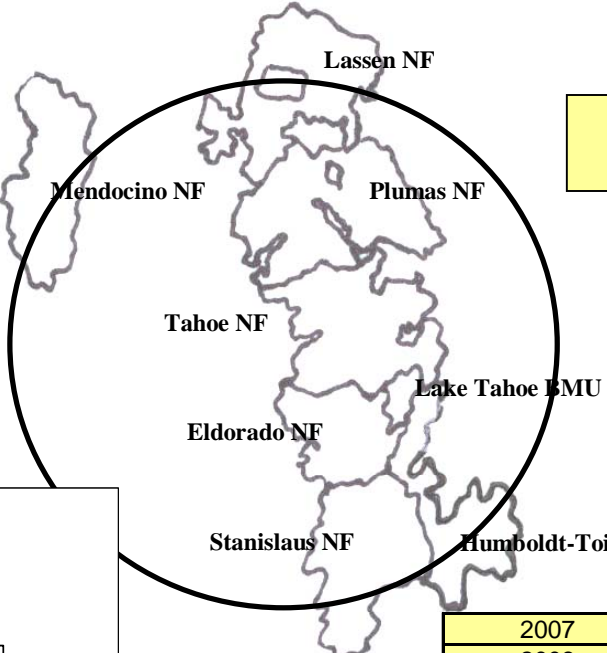 Lassen NF
Mendocino NF
Plumas NF
Tahoe NF
Lake Tahoe BMU
Eldorado NF
Stanislaus NF
Humboldt-Toi
2007